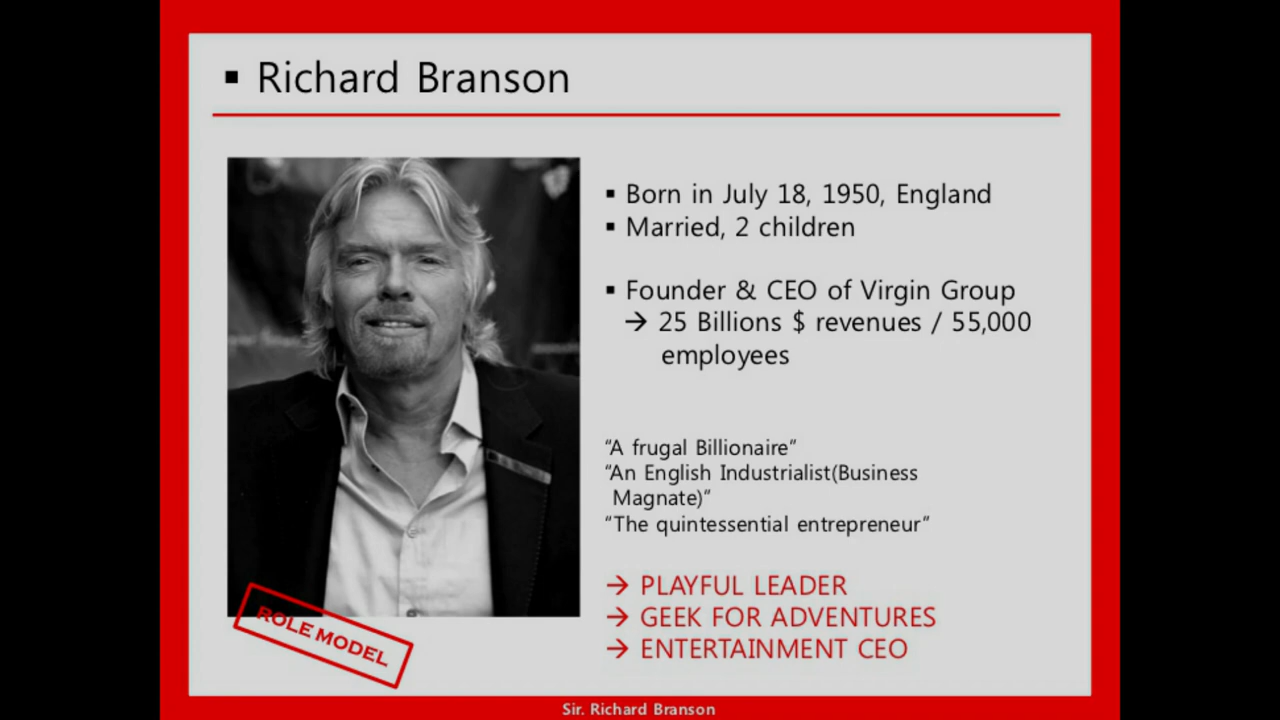 ▪ Richard Branson
▪ Born in July 18, 1950, England
▪ Married, 2 children
▪ Founder & CEO of Virgin Group
→ 25 Billions $ revenues / 55,000
employees
“A frugal Billionaire”
“An English Industrialist(Business
Magnate)”
“The quintessential entrepreneur”
→ PLAYFUL LEADER
→ GEEK FOR ADVENTURES
→ ENTERTAINMENT CEO
ROLE MODEL
Sir. Richard Branson